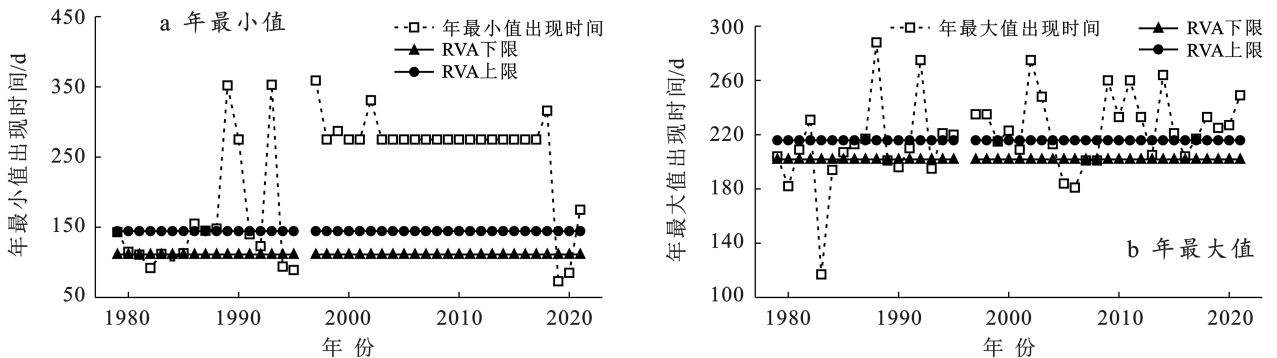 a 年最小值
年最小值出现时间
RVA下限
RVA上限
450
350
250
150
50
年最小值出现时间/d
1980
1990
2000
2010
2020
年 份
年最大值出现时间
RVA下限
RVA上限
300
260
220
180
140
100
年最大值出现时间/d
b 年最大值
1980
1990
2000
2010
2020
年 份